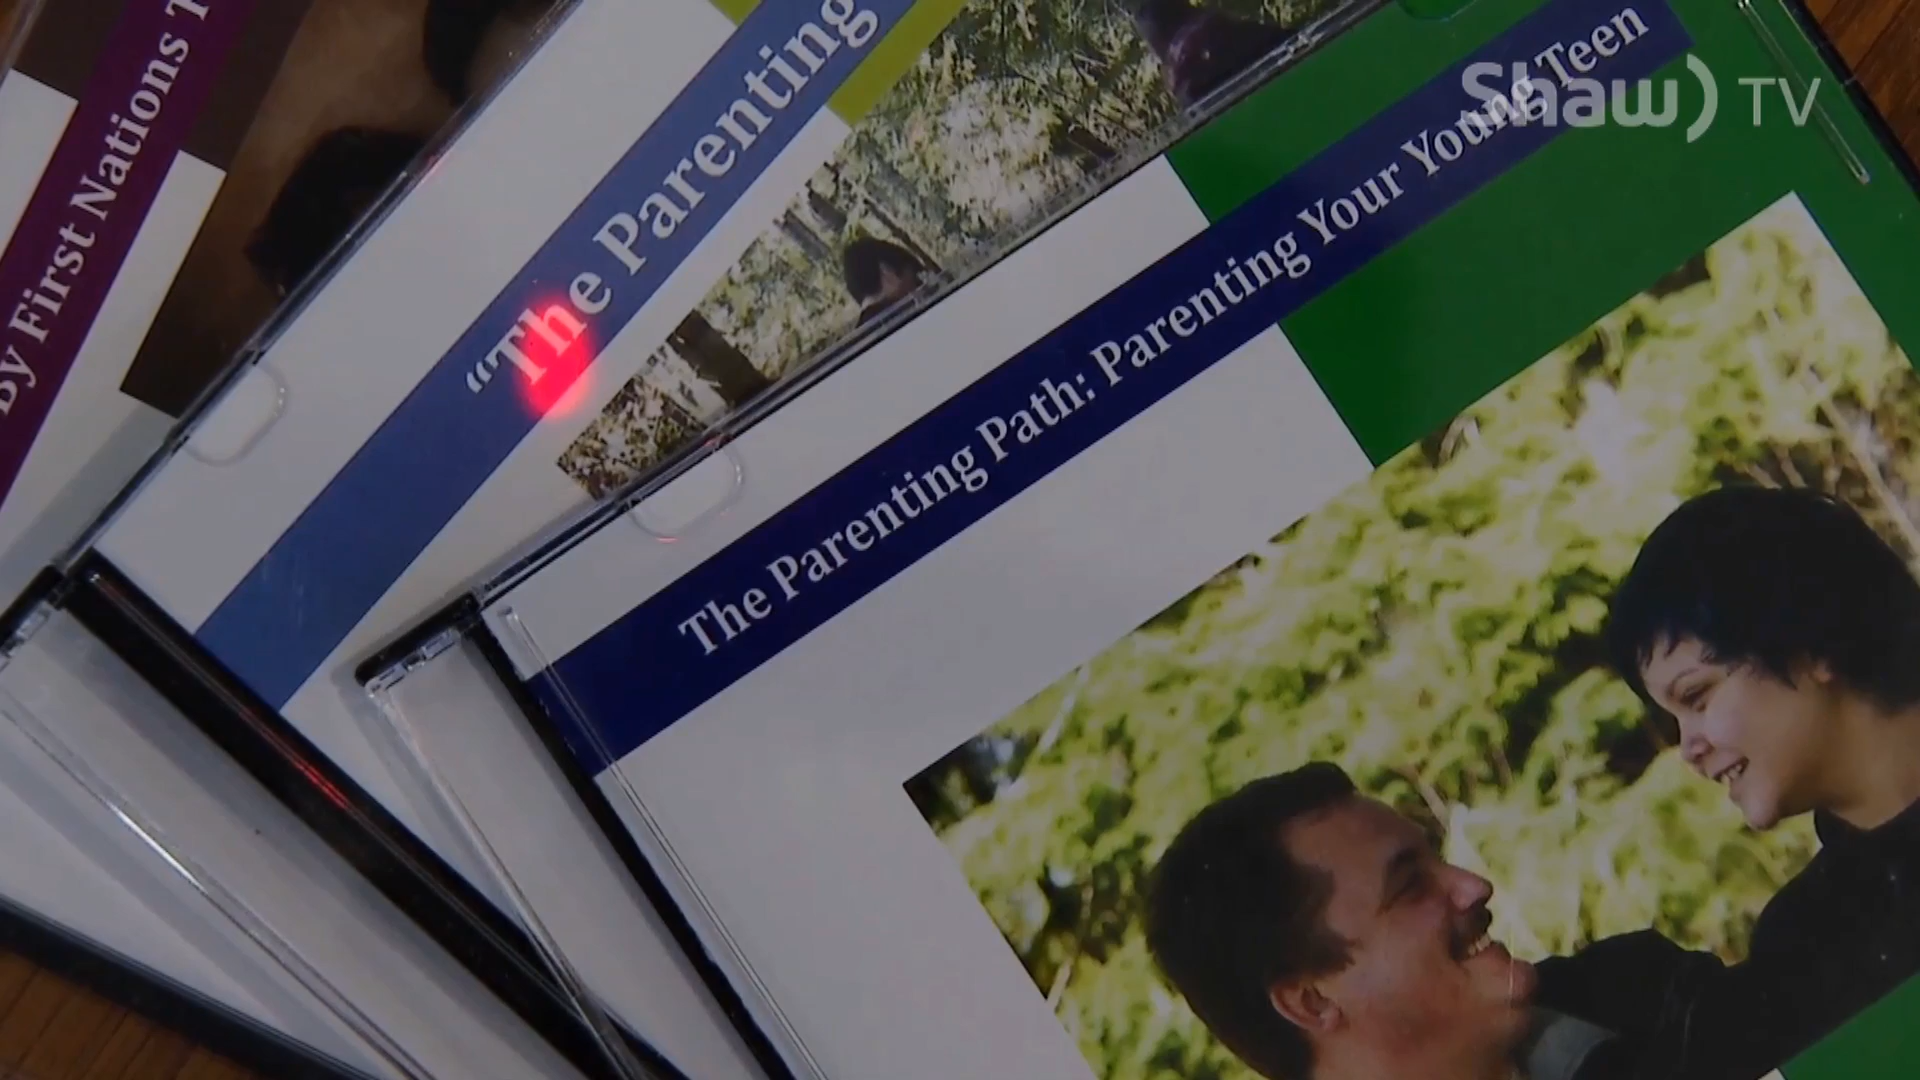 By First Nations T
“The Parenting
The Parenting Path: Parenting Your Young Teen
Shaw) TV